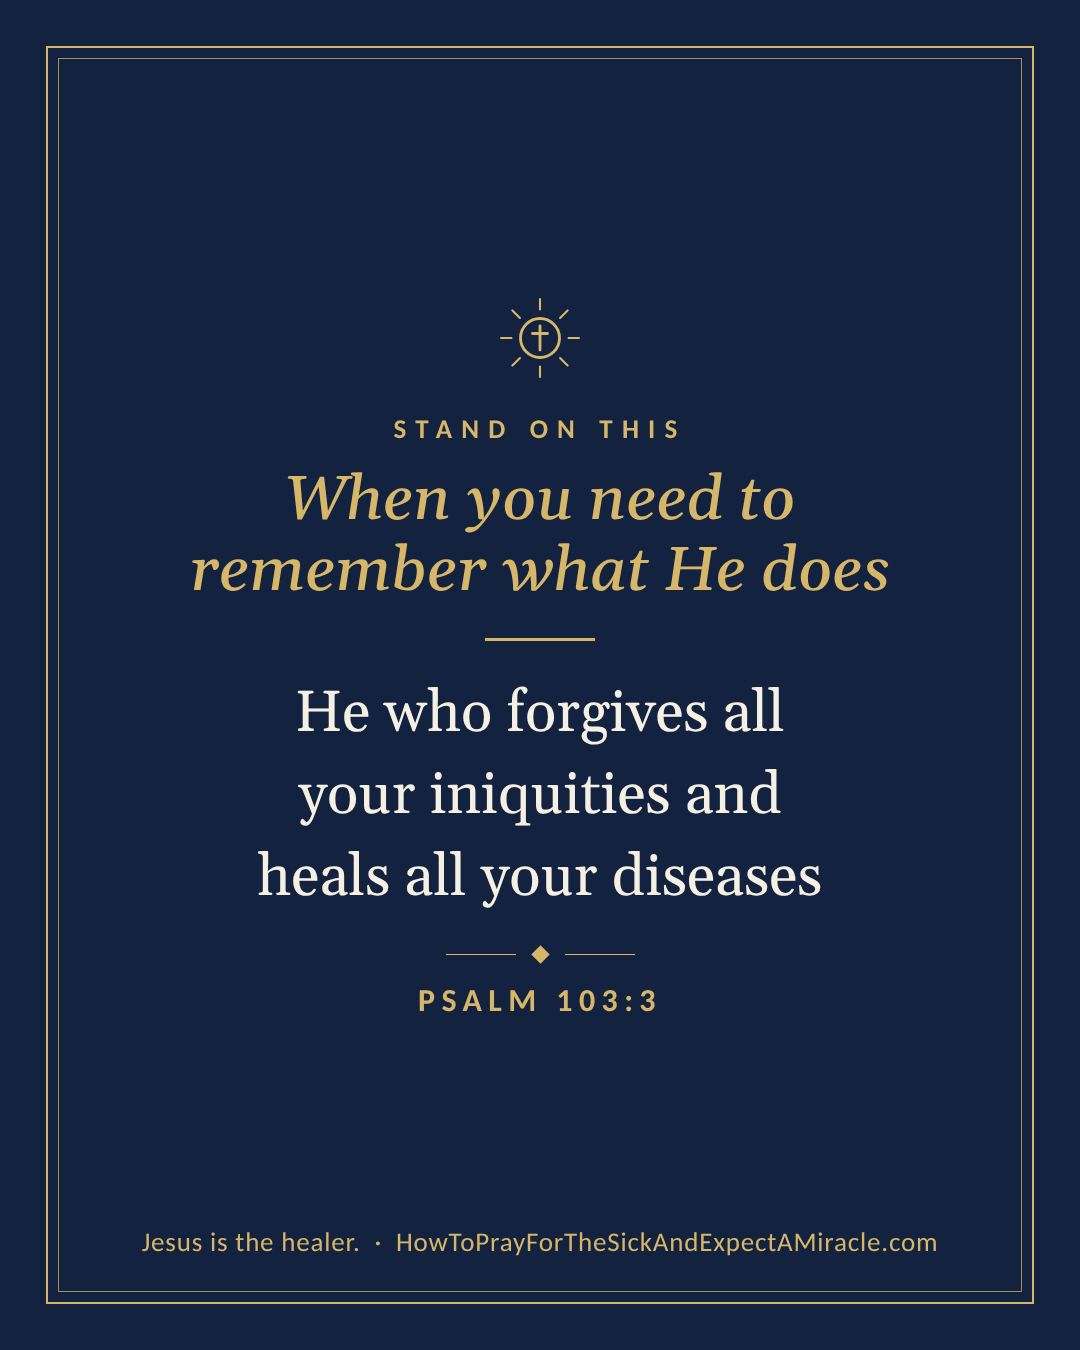 STAND ON THIS
When you need to
remember what He does
He who forgives all
your iniquities and
heals all your diseases
PSALM 103:3
Jesus is the healer. · HowToPrayForTheSickAndExpectAMiracle.com